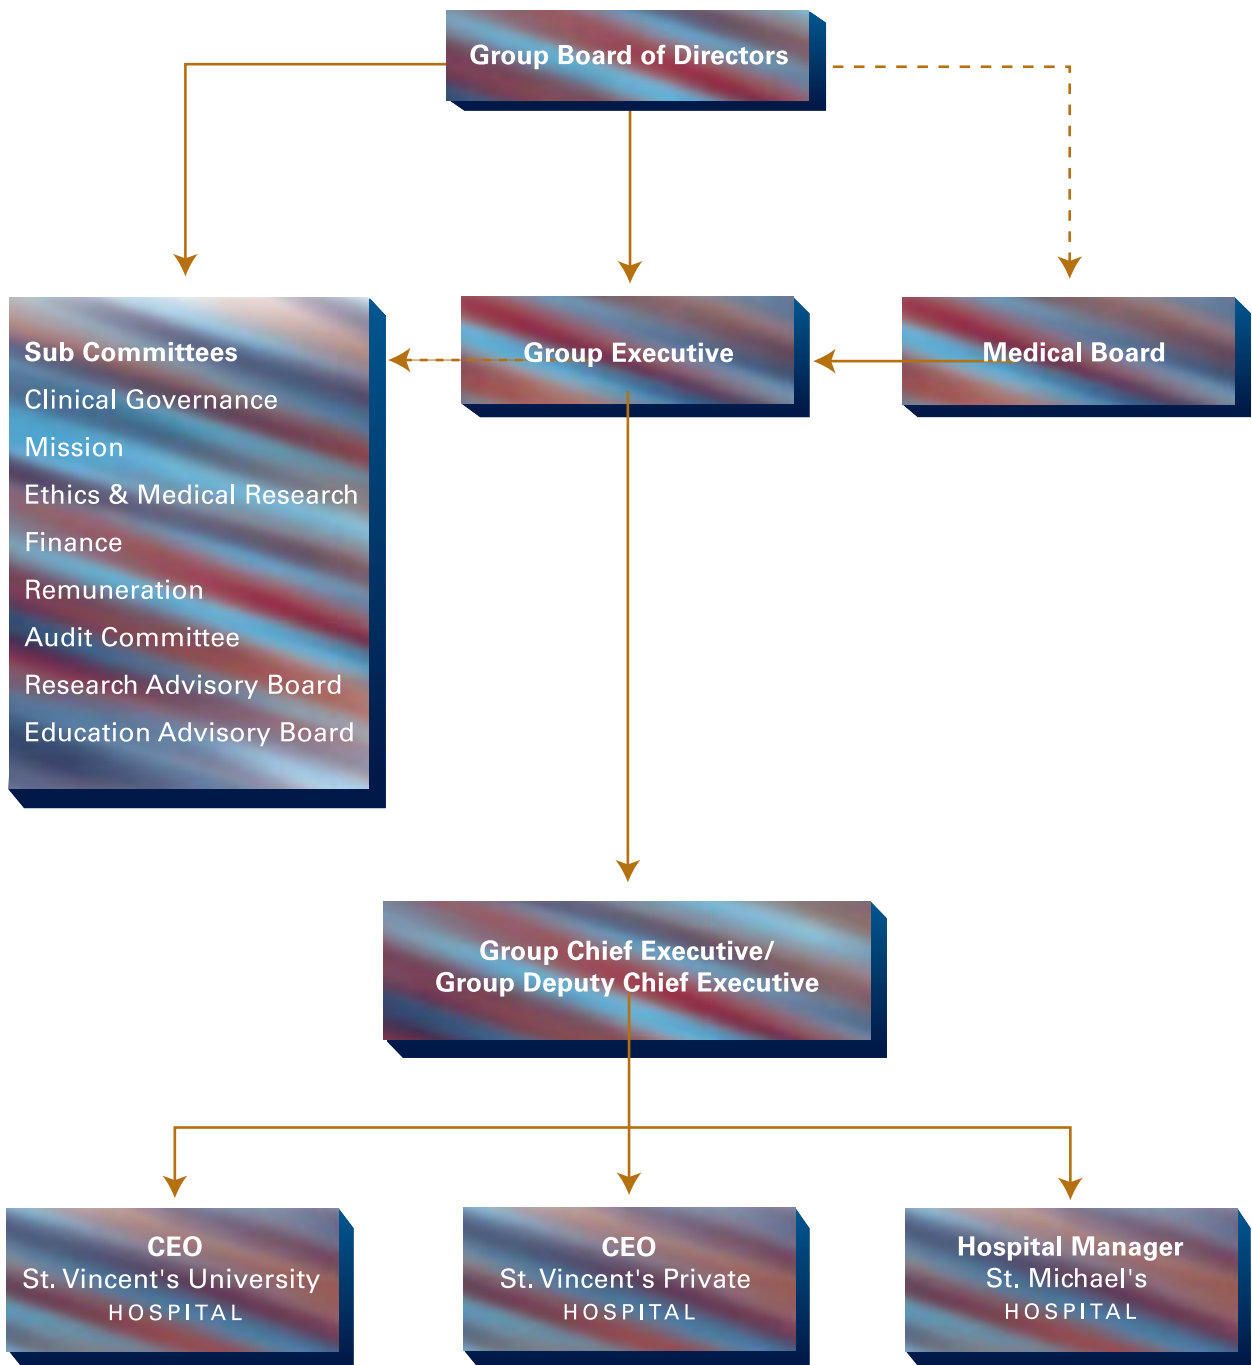 Group Board of Directors
Sub Committees
Clinical Governance
Mission
Ethics & Medical Research
Finance
Remuneration
Audit Committee
Research Advisory Board
Education Advisory Board
Group Executive
Medical Board
Group Chief Executive/
Group Deputy Chief Executive
CEO
St. Vincent's University
HOSPITAL
CEO
St. Vincent's Private
HOSPITAL
Hospital Manager
St. Michael's
HOSPITAL